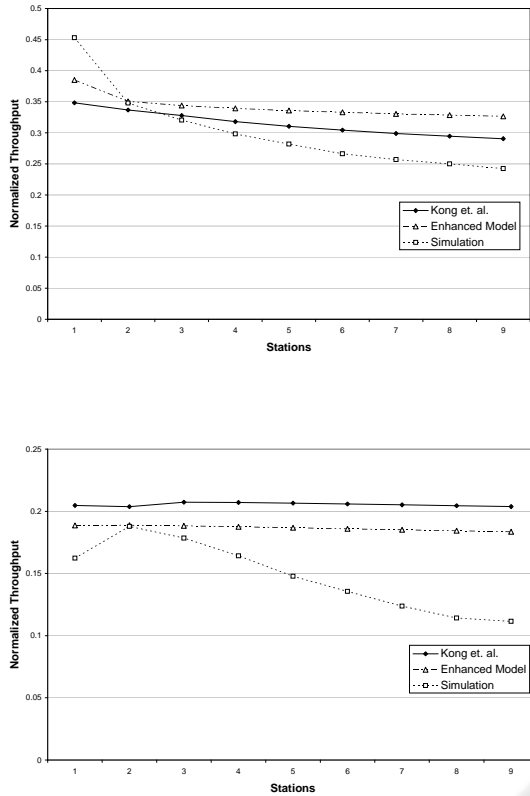 0.5
0.45
0.4
0.35
0.3
0.25
0.2
0.15
0.1
0.05
0
Normalized Throughput
Kong et. al.
Enhanced Model
Simulation
1 2 3 4 5 6 7 8 9
Stations
0.25
0.2
0.15
0.1
0.05
0
Normalized Throughput
Kong et. al.
Enhanced Model
Simulation
1 2 3 4 5 6 7 8 9
Stations